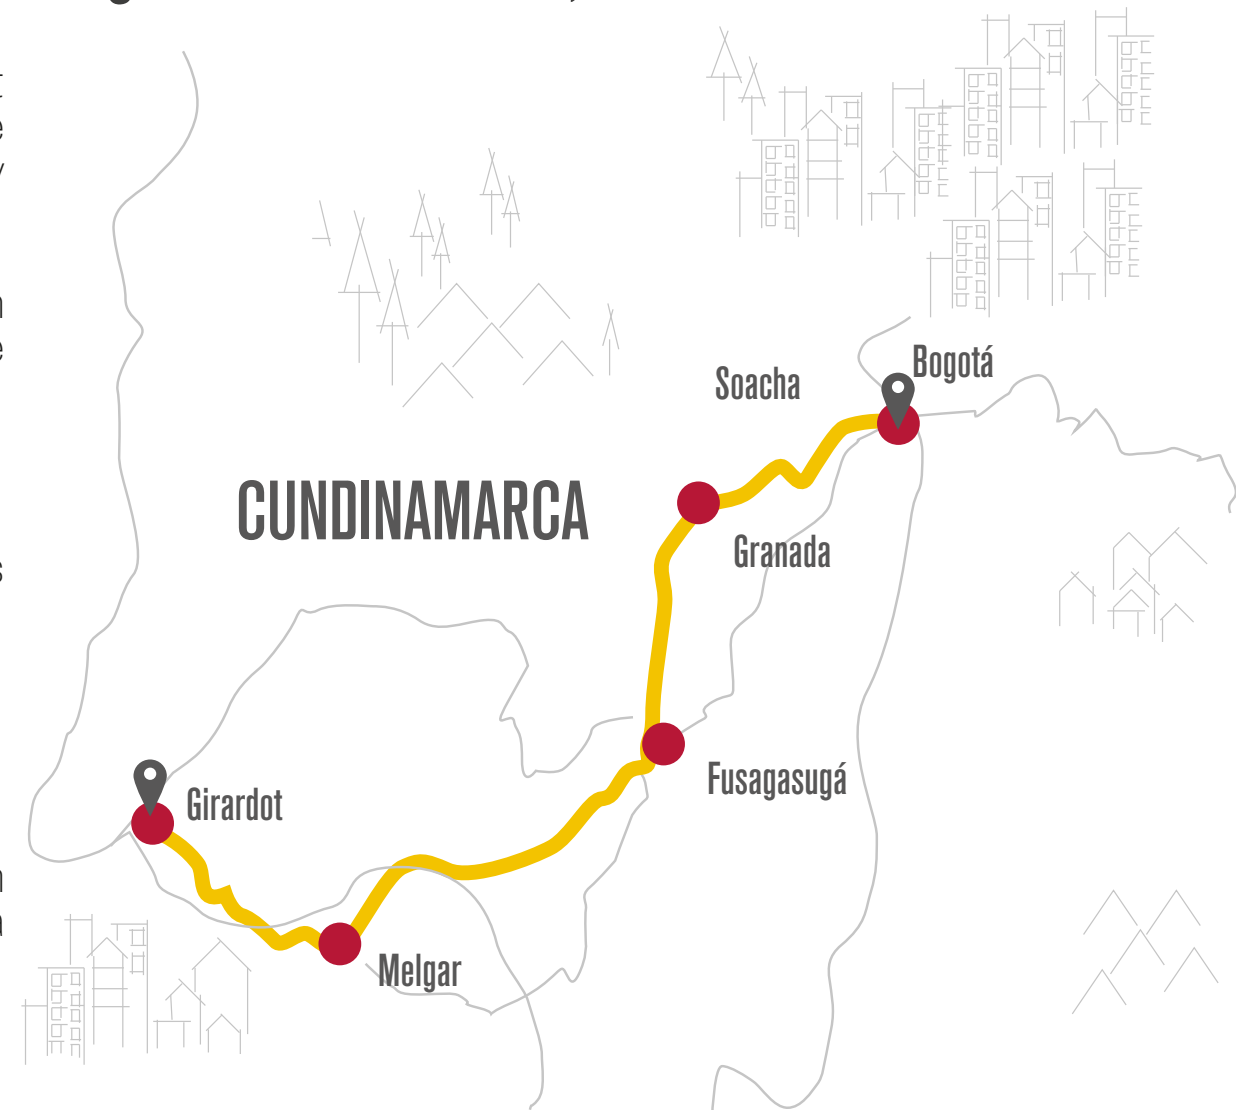 Bogotá
Soacha
CUNDINAMARCA
Granada
Fusagasugá
Girardot
Melgar